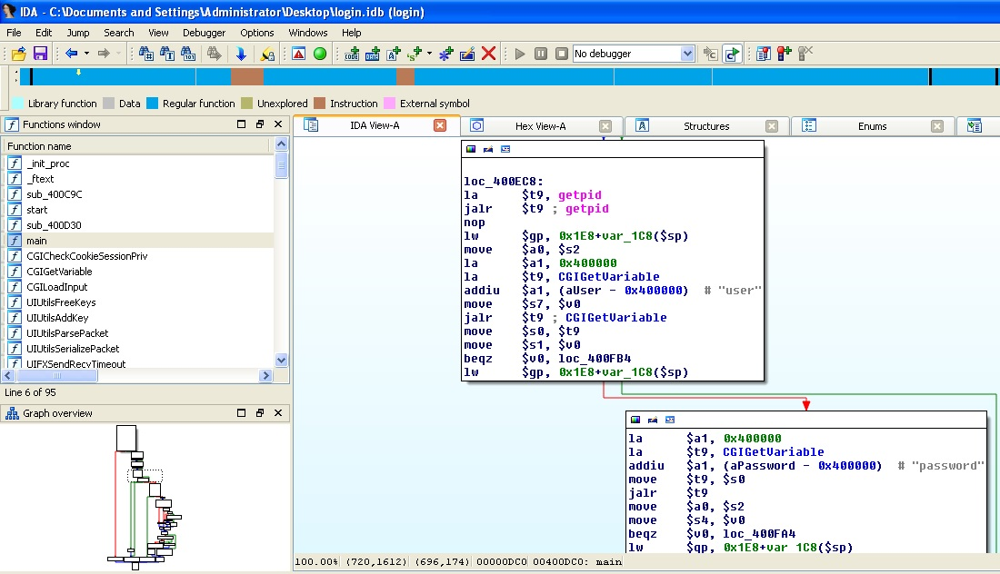 IDA - C:\Documents and Settings\Administrator\Desktop\login.idb (login)
File Edit Jump Search View Debugger Options Windows Help
No debugger
Library function Data Regular function Unexplored Instruction External symbol
Functions window
IDA View-A Hex View-A Structures Enums
Function name
_init_proc
_ftext
sub_400C9C
start
sub_400D30
main
CGICheckCookieSessionPriv
CGIGetVariable
CGILoadInput
UIUtilsFreeKeys
UIUtilsAddKey
UIUtilsParsePacket
UIUtilsSerializePacket
UIFXSendRecvTimeout
Line 6 of 95
Graph overview
loc_400EC8:
la $t9, getpid
jalr $t9 ; getpid
nop
lw $gp, 0x1E8+var_1C8($sp)
move $a0, $s2
la $a1, 0x400000
la $t9, CGIGetVariable
addiu $a1, (aUser - 0x400000) # "user"
move $s7, $v0
jalr $t9 ; CGIGetVariable
move $s0, $t9
move $s1, $v0
beqz $v0, loc_400FB4
lw $gp, 0x1E8+var_1C8($sp)
la $a1, 0x400000
la $t9, CGIGetVariable
addiu $a1, (aPassword - 0x400000) # "password"
move $t9, $s0
jalr $t9
move $a0, $s2
move $s4, $v0
beqz $v0, loc_400FA4
lw $gp, 0x1E8+var_1C8($sp)
100.00% (720,1612) (696,174) 00000DC0 00400DC0: main